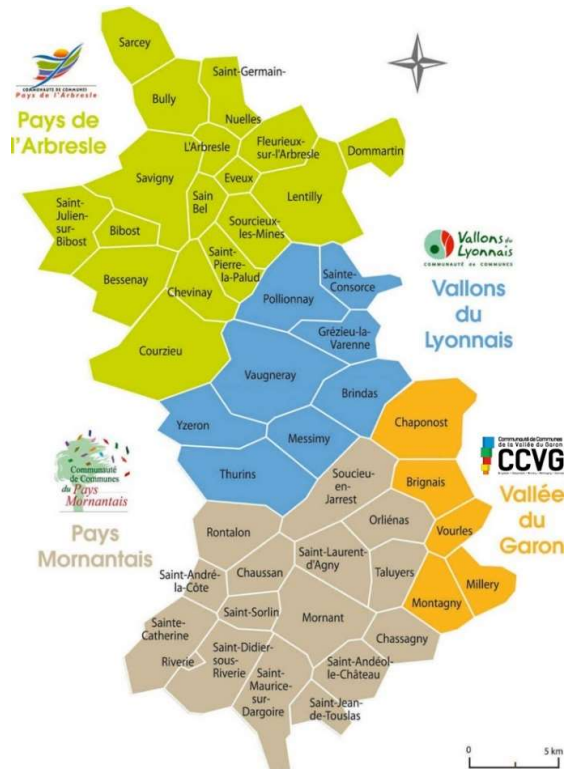 Sarcey
Saint-Germain-
Nuelles
Bully
COMMUNAUTÉ DE COMMUNES
Pays de l'Arbresle
Pays de
l'Arbresle
L'Arbresle
Fleurieux-
sur-l'Arbresle
Dommartin
Savigny
Eveux
Sain
Bel
Lentilly
Saint-
Julien-
sur-
Bibost
Bibost
Sourcieux-
les-Mines
Saint-
Pierre-
la-Palud
Bessenay
Chevinay
Courzieu
Vallons du
Lyonnais
COMMUNAUTÉ DE COMMUNES
Vallons
du
Lyonnais
Sainte-
Consorce
Pollionnay
Grézieu-la-
Varenne
Vaugneray
Brindas
Yzeron
Messimy
Thurins
Chaponost
Communauté de Communes
de la Vallée du Garon
CCVG
Vallée
du
Garon
Brignais
Vourles
Millery
Montagny
Communauté
de Communes
du Pays
Mornantais
Pays
Mornantais
Soucieu-
en-
Jarrest
Orliénas
Rontalon
Saint-Laurent-
d'Agny
Taluyers
Chaussan
Saint-André-
la-Côte
Saint-Sorlin
Mornant
Chassagny
Sainte-
Catherine
Riverie
Saint-Didier-
sous-
Riverie
Saint-
Maurice-
sur-
Dargoire
Saint-Andéol-
le-Château
Saint-Jean-
de-Touslas
0 5 km